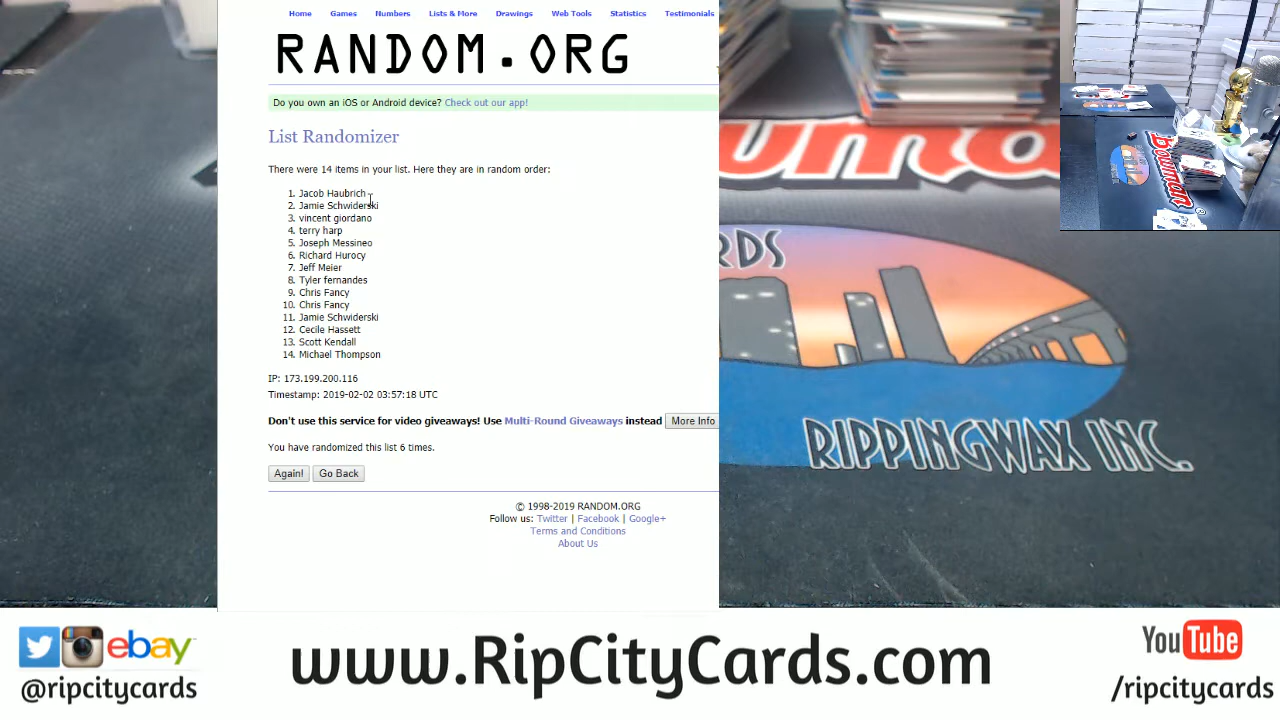 Home Games Numbers Lists & More Drawings Web Tools Statistics Testimonials
RANDOM.ORG
Do you own an iOS or Android device? Check out our app!
List Randomizer
There were 14 items in your list. Here they are in random order:
1. Jacob Haubrich
2. Jamie Schwiderski
3. vincent giordano
4. terry harp
5. Joseph Messineo
6. Richard Hurocy
7. Jeff Meier
8. Tyler fernandes
9. Chris Fancy
10. Chris Fancy
11. Jamie Schwiderski
12. Cecile Hassett
13. Scott Kendall
14. Michael Thompson
IP: 173.199.200.116
Timestamp: 2019-02-02 03:57:18 UTC
Don't use this service for video giveaways! Use Multi-Round Giveaways instead More Info
You have randomized this list 6 times.
Again! Go Back
© 1998-2019 RANDOM.ORG
Follow us: Twitter | Facebook | Google+
Terms and Conditions
About Us
Bowman
RDS
RIPPINGWAX INC.
ebay
@ripcitycards
www.RipCityCards.com
YouTube
/ripcitycards